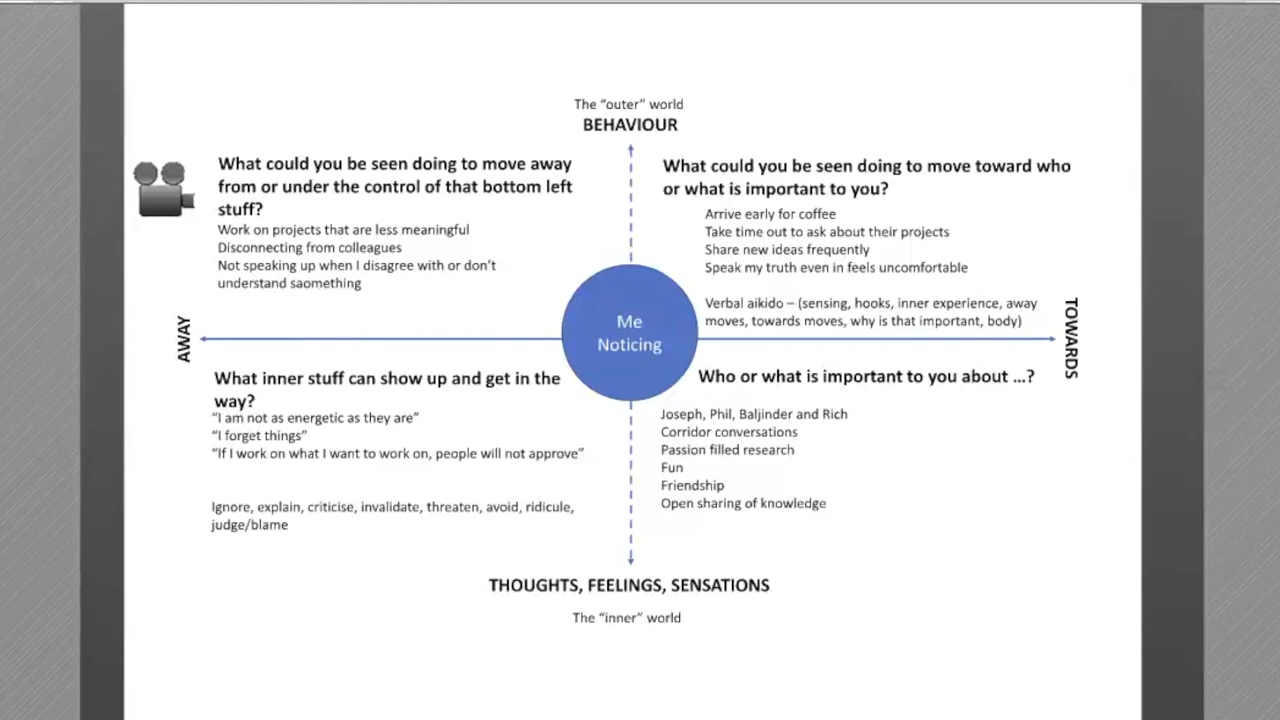 The “outer” world
BEHAVIOUR
What could you be seen doing to move away
from or under the control of that bottom left
stuff?
Work on projects that are less meaningful
Disconnecting from colleagues
Not speaking up when I disagree with or don’t
understand saomething
What could you be seen doing to move toward who
or what is important to you?
Arrive early for coffee
Take time out to ask about their projects
Share new ideas frequently
Speak my truth even in feels uncomfortable
Verbal aikido – (sensing, hooks, inner experience, away
moves, towards moves, why is that important, body)
AWAY
Me
Noticing
TOWARDS
What inner stuff can show up and get in the
way?
“I am not as energetic as they are”
“I forget things”
“If I work on what I want to work on, people will not approve”
Ignore, explain, criticise, invalidate, threaten, avoid, ridicule,
judge/blame
Who or what is important to you about ...?
Joseph, Phil, Baljinder and Rich
Corridor conversations
Passion filled research
Fun
Friendship
Open sharing of knowledge
THOUGHTS, FEELINGS, SENSATIONS
The “inner” world